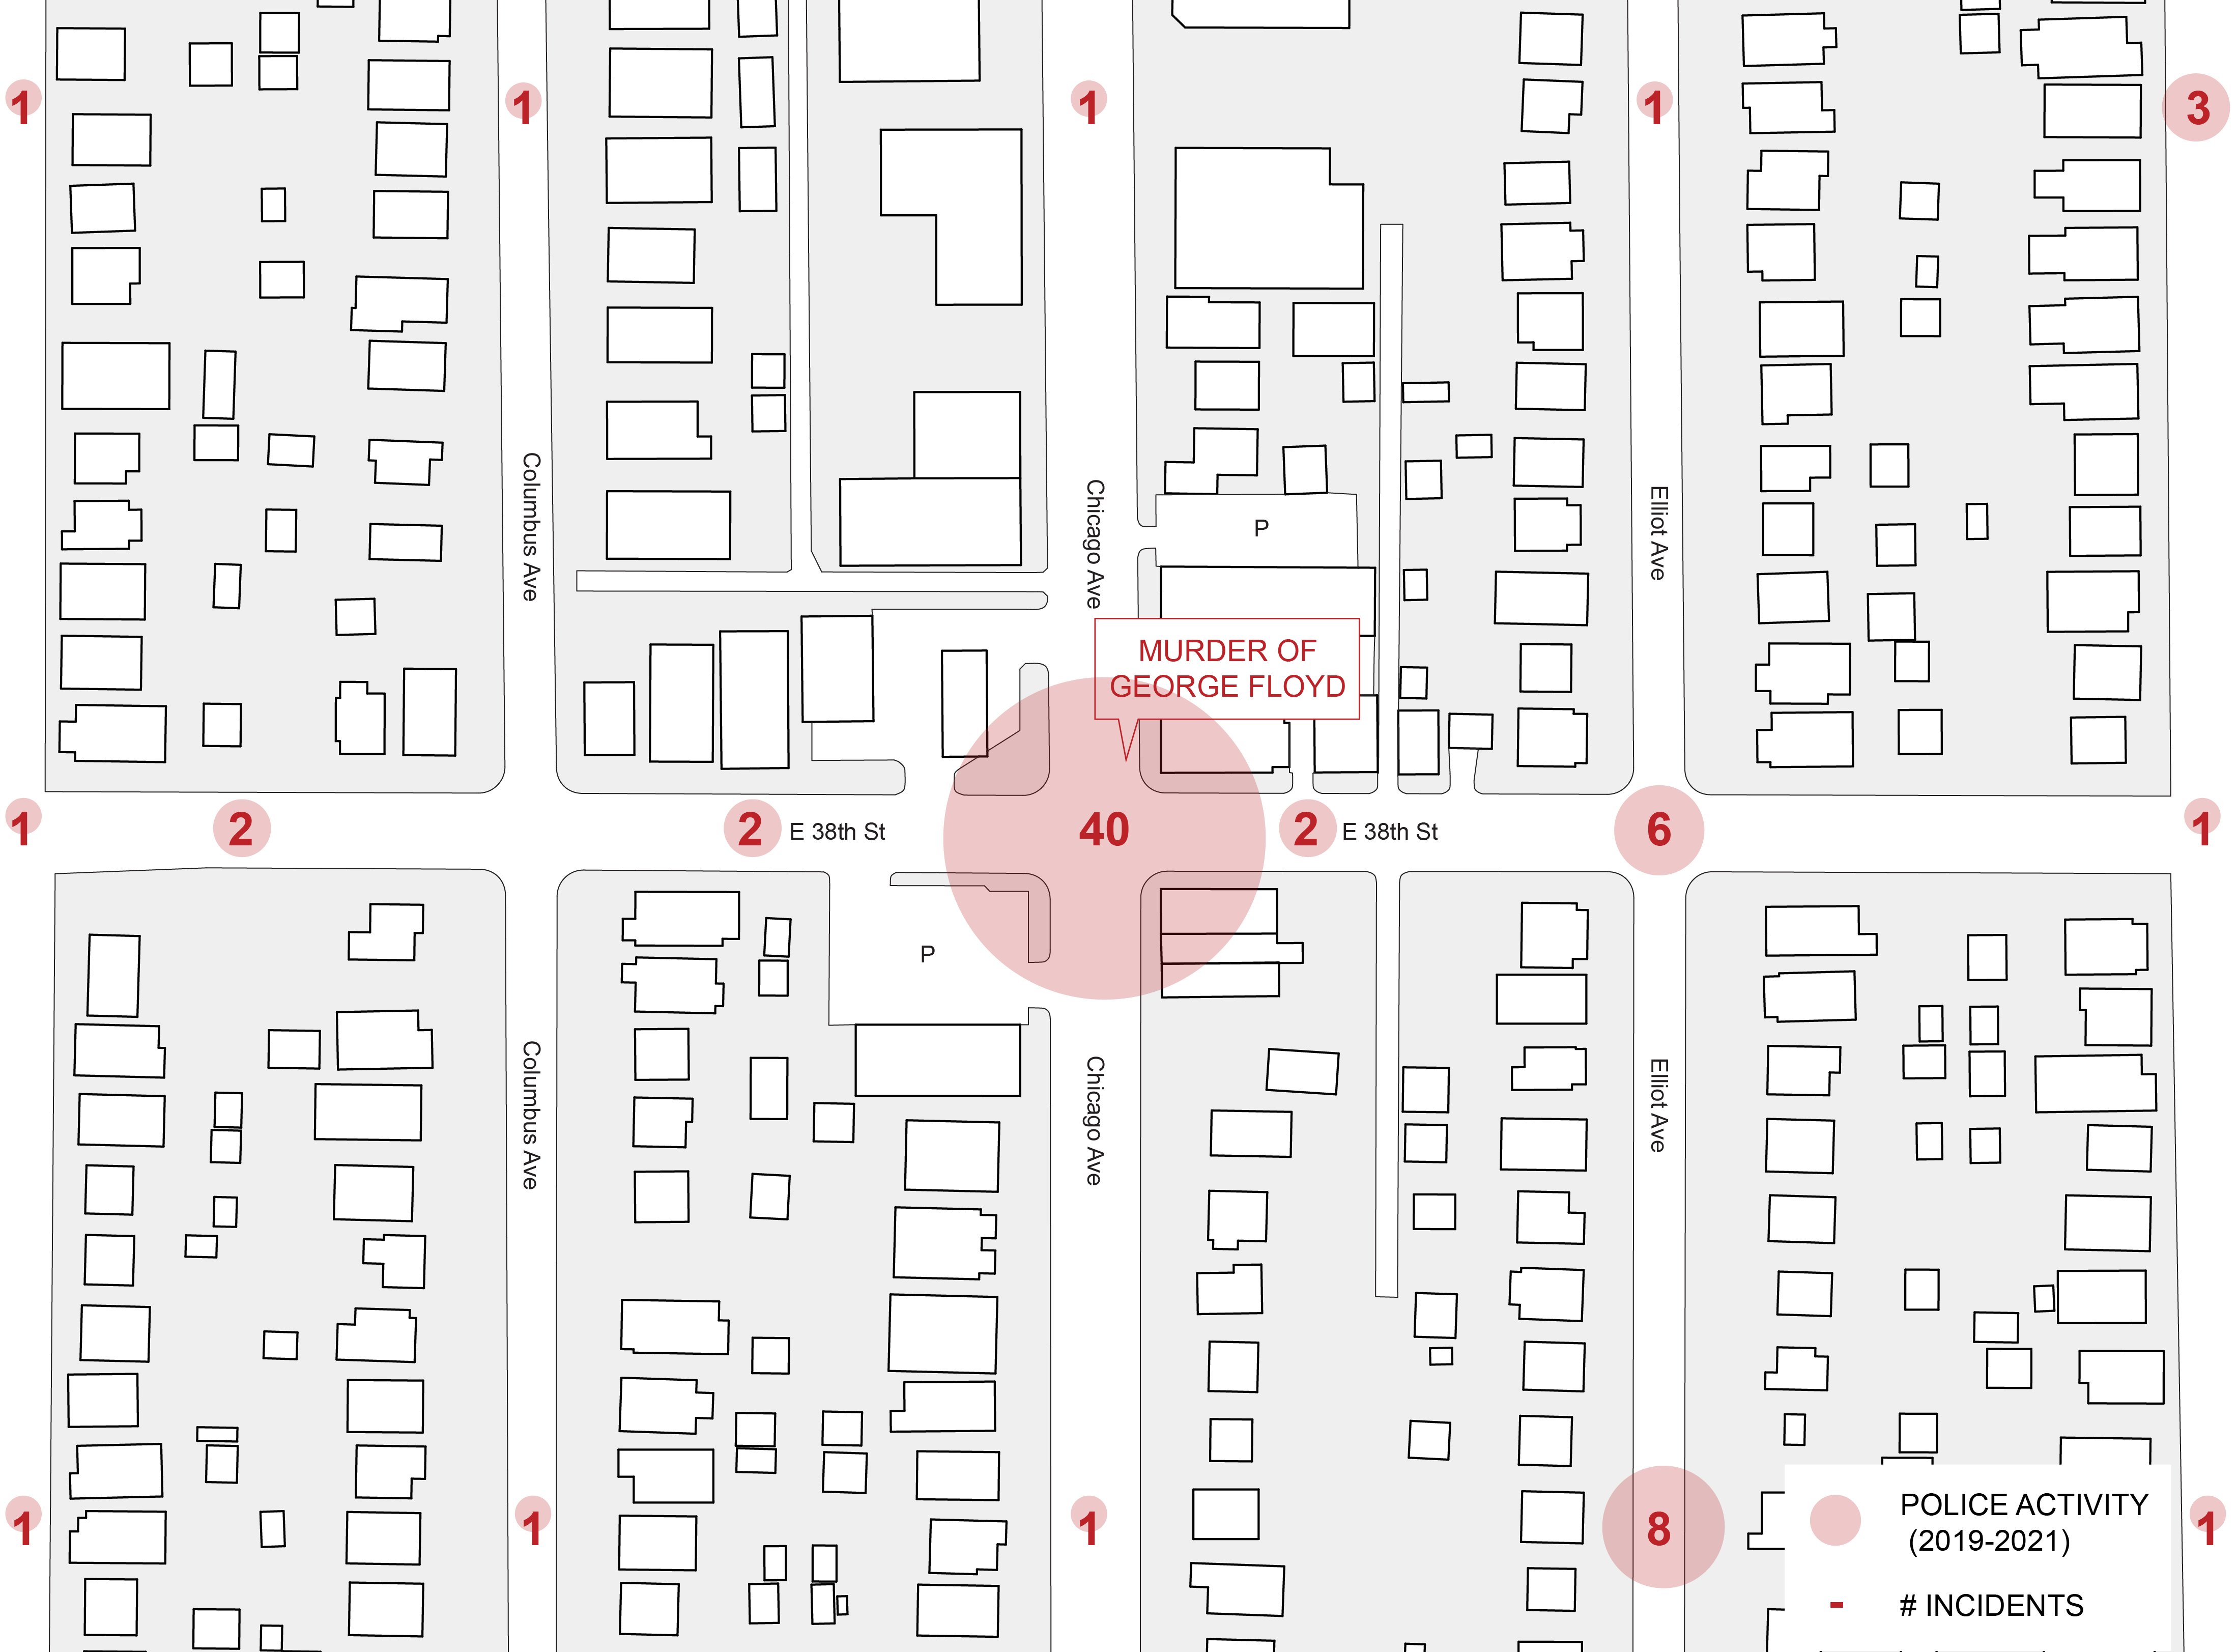 1
1
1
1
3
Columbus Ave
Chicago Ave
Elliot Ave
P
MURDER OF
GEORGE FLOYD
1
2
2
E 38th St
40
2
E 38th St
6
1
P
Columbus Ave
Chicago Ave
Elliot Ave
1
1
1
8
1
POLICE ACTIVITY
(2019-2021)
- # INCIDENTS